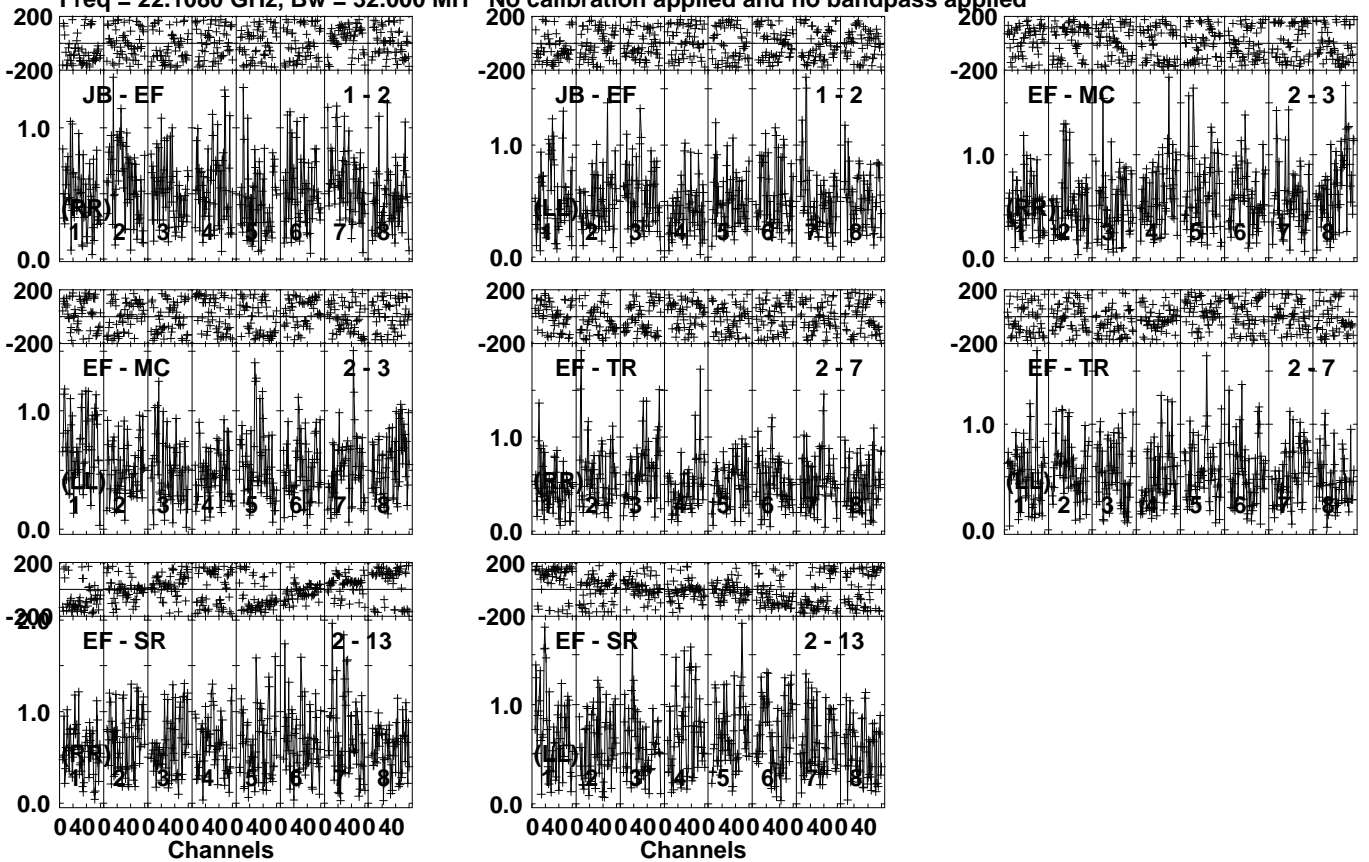 Freq = 22.1080 GHz, Bw = 32.000 MH No calibration applied and no bandpass applied
200 200 200
-200 -200 -200
JB - EF 1 - 2 JB - EF 1 - 2 EF - MC 2 - 3
1.0 1.0 1.0
(RR) (LL) (RR)
1 2 3 4 5 6 7 8 1 2 3 4 5 6 7 8 1 2 3 4 5 6 7 8
0.0 0.0 0.0
200 200 200
-200 -200 -200
EF - MC 2 - 3 EF - TR 2 - 7 EF - TR 2 - 7
1.0 1.0 1.0
(LL) (RR) (LL)
1 2 3 4 5 6 7 8 1 2 3 4 5 6 7 8 1 2 3 4 5 6 7 8
0.0 0.0 0.0
200 200
-200 -200
2.0
EF - SR 2 - 13 EF - SR 2 - 13
1.0 1.0
(RR) (LL)
1 2 3 4 5 6 7 8 1 2 3 4 5 6 7 8
0.0 0.0
0 40 0 40 0 40 0 40 0 40 0 40 0 40 0 40 0 40 0 40 0 40 0 40 0 40 0 40 0 40 0 40
Channels Channels